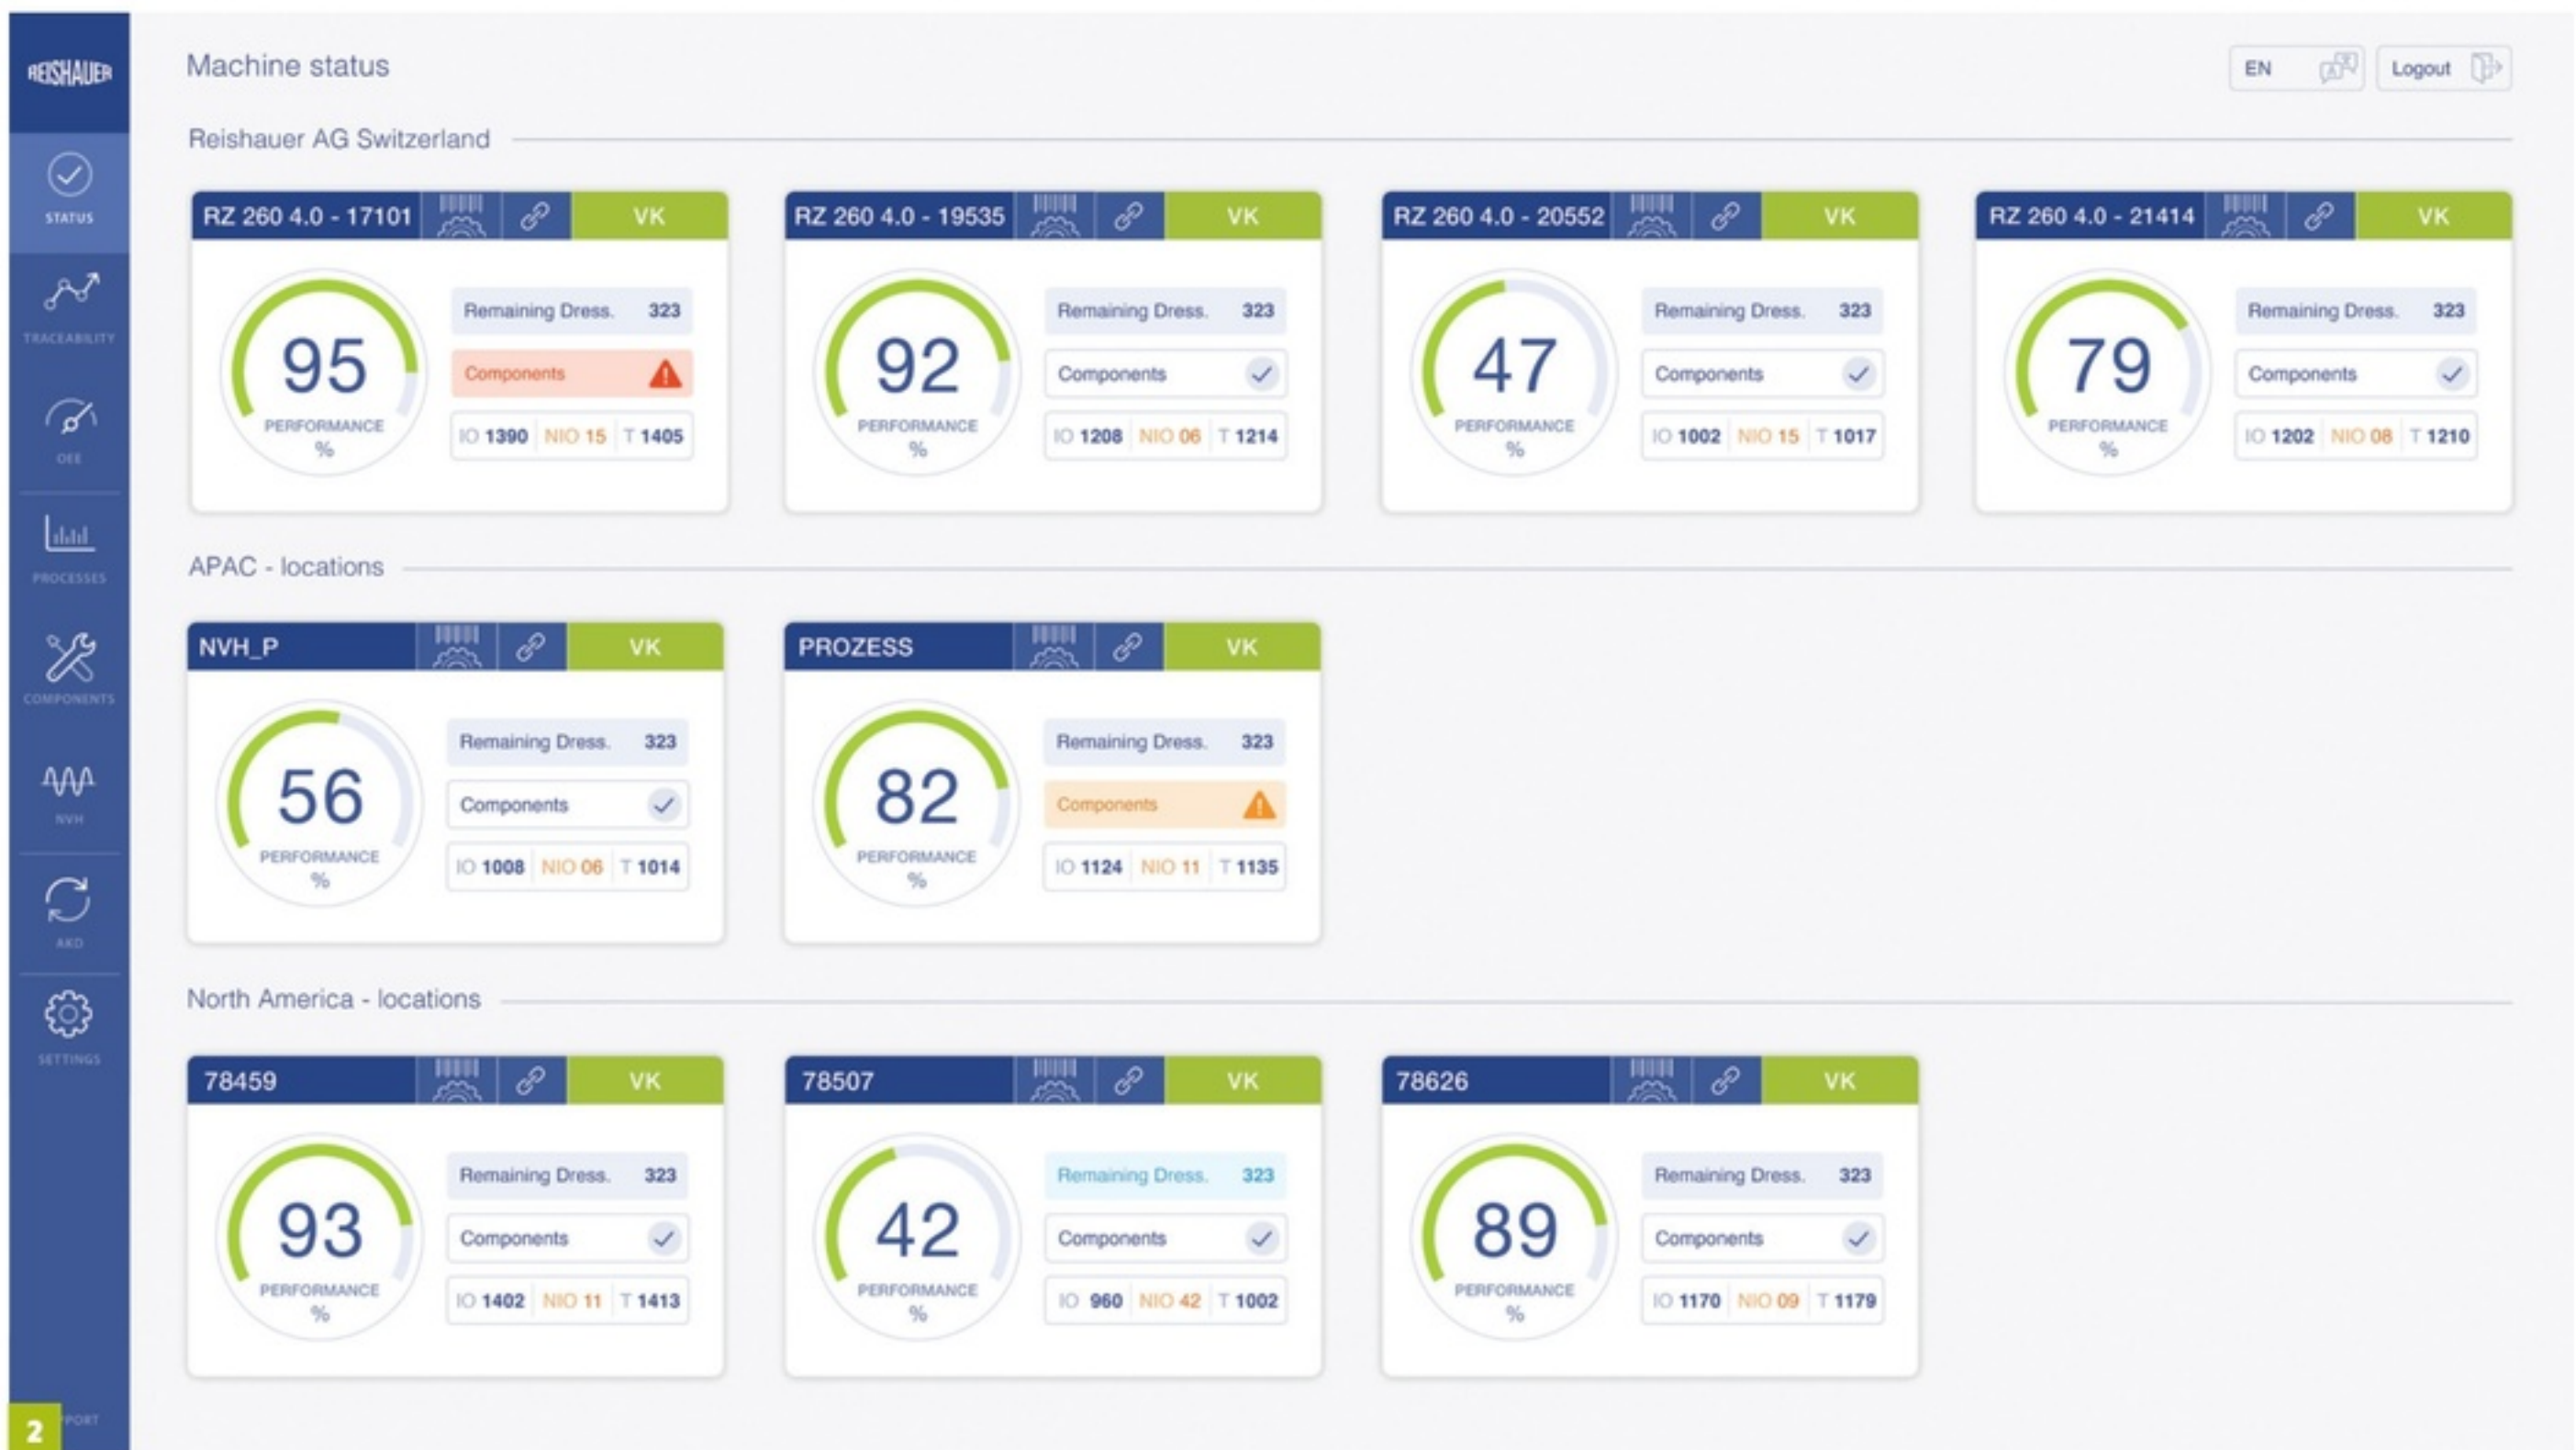 REISHAUER
Machine status
EN
Logout
STATUS
TRACEABILITY
OEE
PROCESSES
COMPONENTS
NVH
AKD
SETTINGS
PPORT
2
Reishauer AG Switzerland
RZ 260 4.0 - 17101 VK
95
PERFORMANCE
%
Remaining Dress. 323
Components
IO 1390 NIO 15 T 1405
RZ 260 4.0 - 19535 VK
92
PERFORMANCE
%
Remaining Dress. 323
Components
IO 1208 NIO 06 T 1214
RZ 260 4.0 - 20552 VK
47
PERFORMANCE
%
Remaining Dress. 323
Components
IO 1002 NIO 15 T 1017
RZ 260 4.0 - 21414 VK
79
PERFORMANCE
%
Remaining Dress. 323
Components
IO 1202 NIO 08 T 1210
APAC - locations
NVH_P VK
56
PERFORMANCE
%
Remaining Dress. 323
Components
IO 1008 NIO 06 T 1014
PROZESS VK
82
PERFORMANCE
%
Remaining Dress. 323
Components
IO 1124 NIO 11 T 1135
North America - locations
78459 VK
93
PERFORMANCE
%
Remaining Dress. 323
Components
IO 1402 NIO 11 T 1413
78507 VK
42
PERFORMANCE
%
Remaining Dress. 323
Components
IO 960 NIO 42 T 1002
78626 VK
89
PERFORMANCE
%
Remaining Dress. 323
Components
IO 1170 NIO 09 T 1179